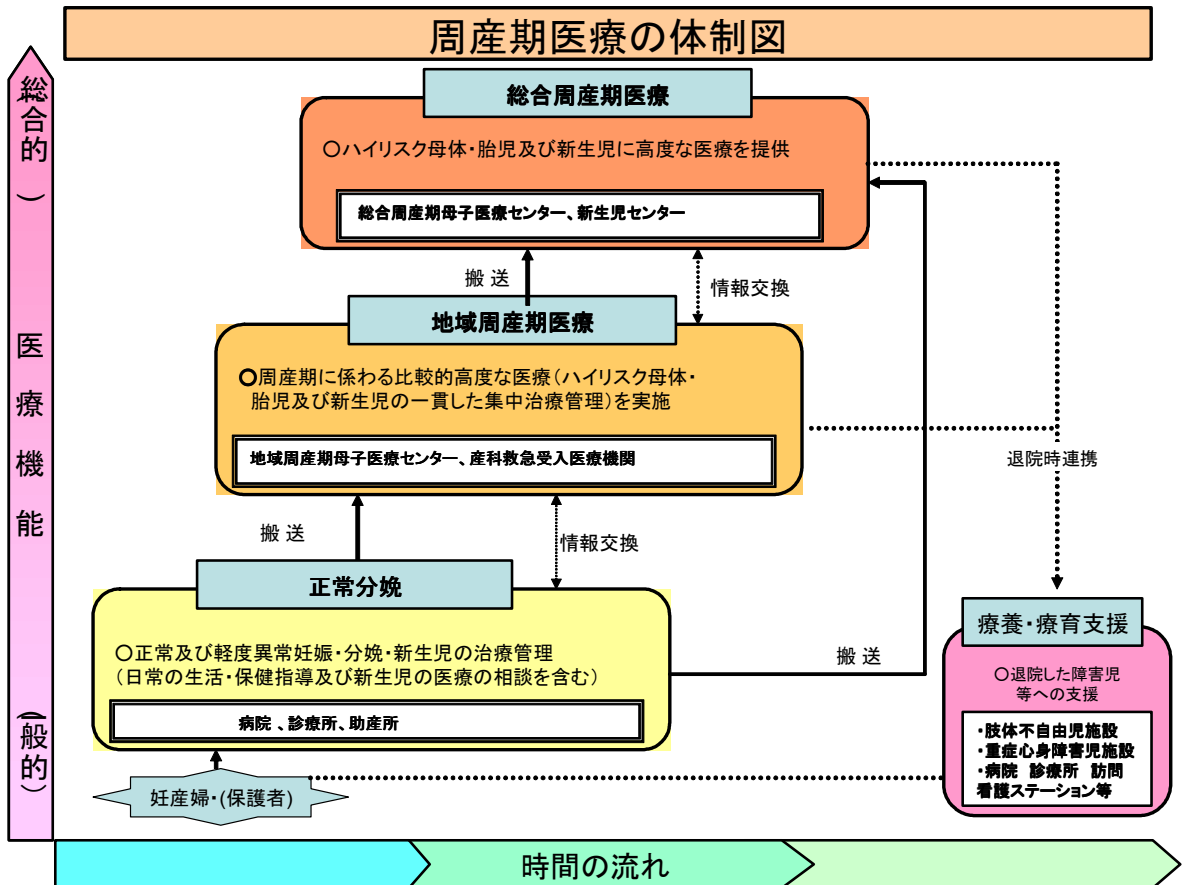 周産期医療の体制図
総合的
)
医療機能
(
一般的
)
総合周産期医療
○ハイリスク母体・胎児及び新生児に高度な医療を提供
総合周産期母子医療センター、新生児センター
搬 送
情報交換
地域周産期医療
○周産期に係わる比較的高度な医療(ハイリスク母体・
胎児及び新生児の一貫した集中治療管理)を実施
地域周産期母子医療センター、産科救急受入医療機関
退院時連携
搬 送
情報交換
正常分娩
○正常及び軽度異常妊娠・分娩・新生児の治療管理
(日常の生活・保健指導及び新生児の医療の相談を含む)
病院 、診療所、助産所
搬 送
療養・療育支援
○退院した障害児
等への支援
・肢体不自由児施設
・重症心身障害児施設
・病院 診療所 訪問
看護ステーション等
妊産婦・(保護者)
時間の流れ